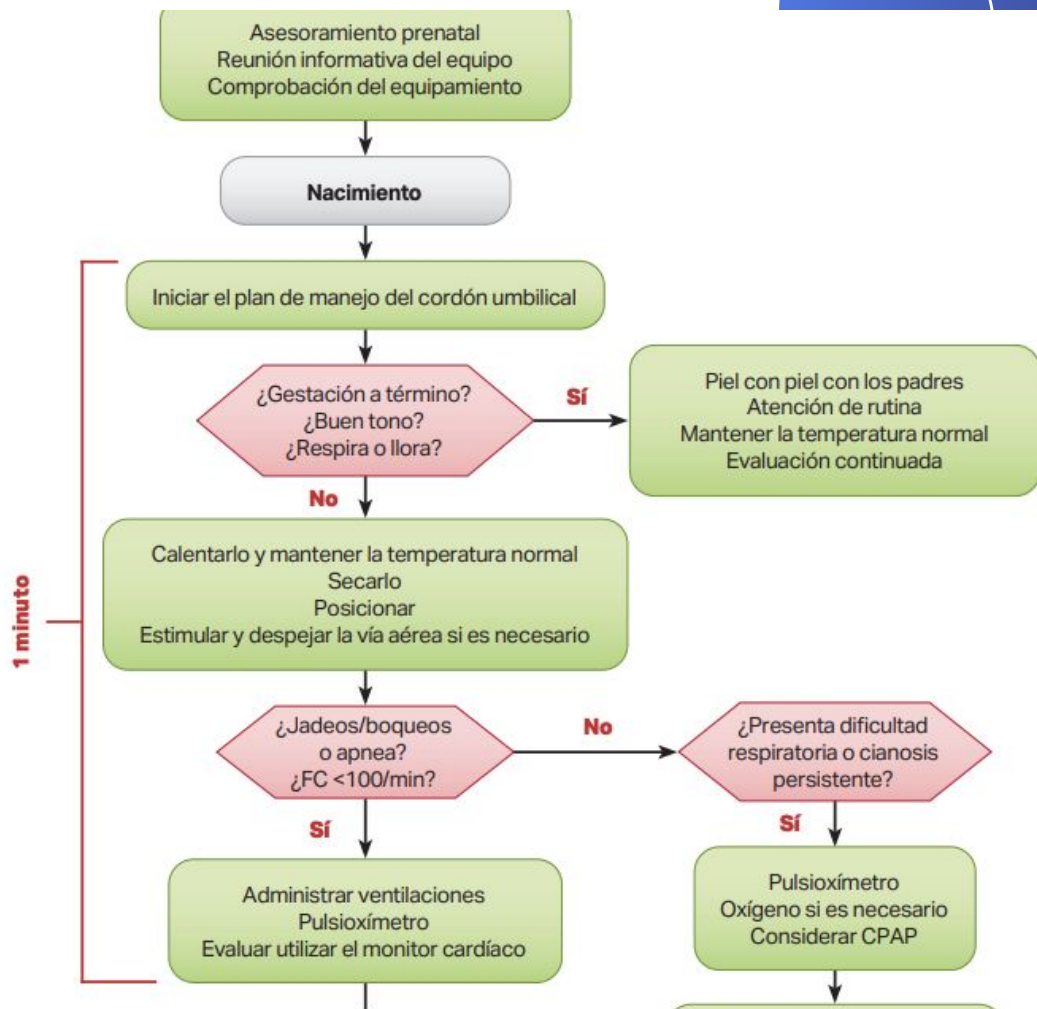 Asesoramiento prenatal
Reunión informativa del equipo
Comprobación del equipamiento
Nacimiento
Iniciar el plan de manejo del cordón umbilical
¿Gestación a término?
¿Buen tono?
¿Respira o llora?
Sí
Piel con piel con los padres
Atención de rutina
Mantener la temperatura normal
Evaluación continuada
No
Calentarlo y mantener la temperatura normal
Secarlo
Posicionar
Estimular y despejar la vía aérea si es necesario
1 minuto
¿Jadeos/boqueos
o apnea?
¿FC <100/min?
No
¿Presenta dificultad
respiratoria o cianosis
persistente?
Sí
Sí
Administrar ventilaciones
Pulsioxímetro
Evaluar utilizar el monitor cardíaco
Pulsioxímetro
Oxígeno si es necesario
Considerar CPAP